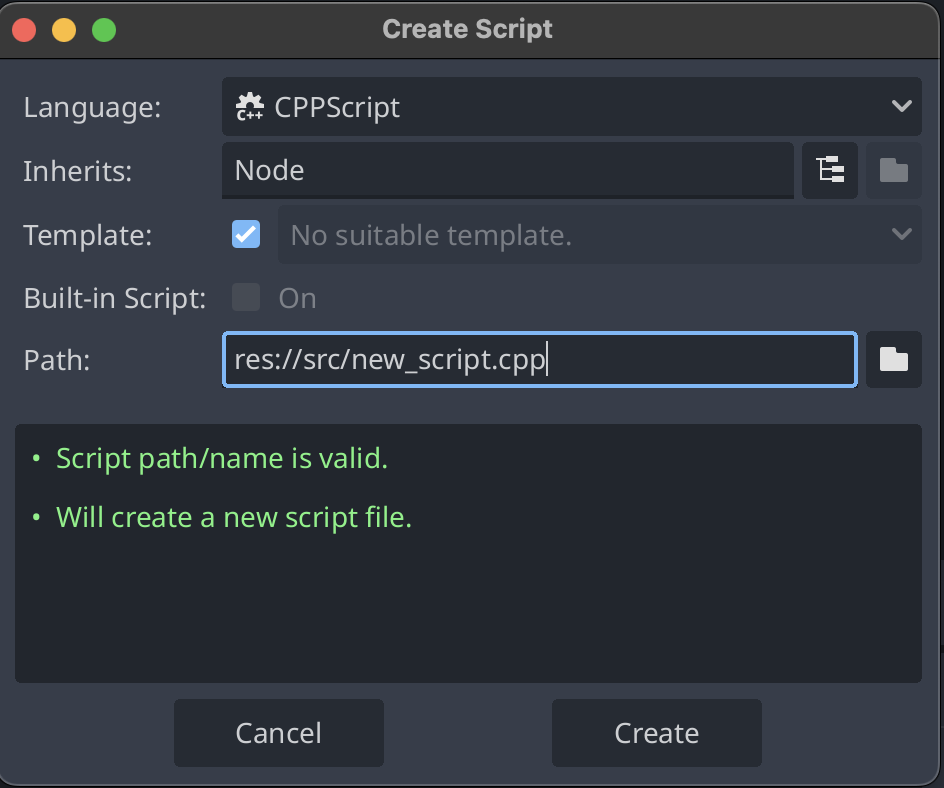 Create Script
Language: C++ CPPScript
Inherits: Node
Template: No suitable template.
Built-in Script: On
Path: res://src/new_script.cpp
• Script path/name is valid.
• Will create a new script file.
Cancel Create